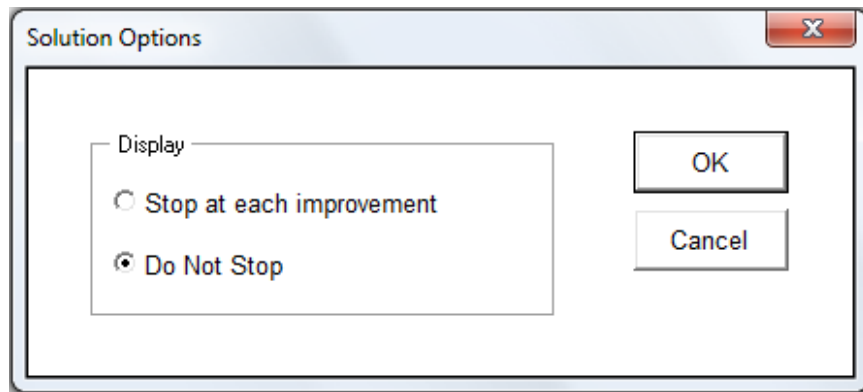 Solution Options
Display
Stop at each improvement
Do Not Stop
OK
Cancel